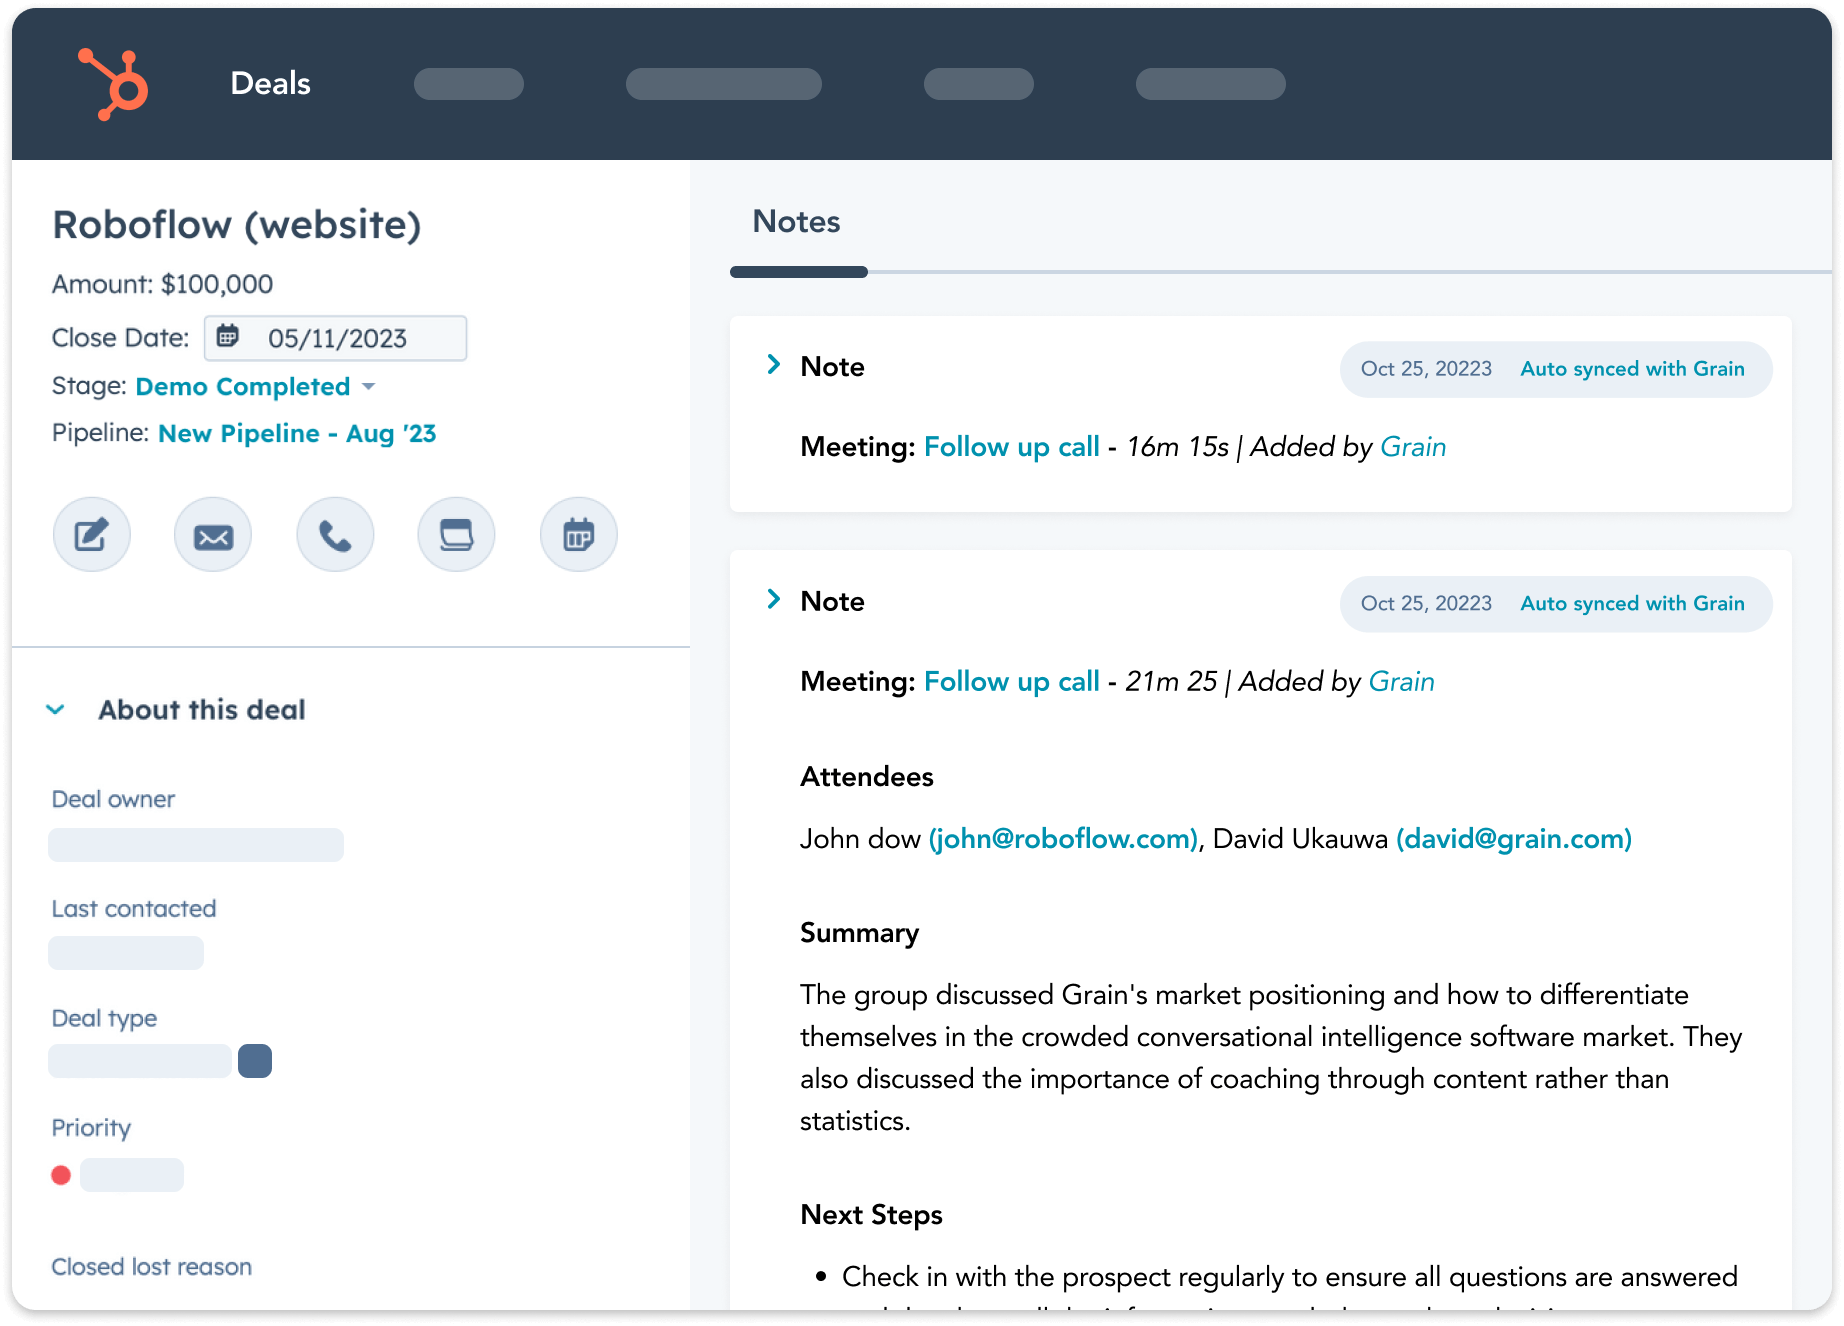 Deals
Roboflow (website)
Amount: $100,000
Close Date: 05/11/2023
Stage: Demo Completed
Pipeline: New Pipeline - Aug '23
About this deal
Deal owner
Last contacted
Deal type
Priority
Closed lost reason
Notes
Note
Oct 25, 20223 Auto synced with Grain
Meeting: Follow up call - 16m 15s | Added by Grain
Note
Oct 25, 20223 Auto synced with Grain
Meeting: Follow up call - 21m 25 | Added by Grain
Attendees
John dow (john@roboflow.com), David Ukauwa (david@grain.com)
Summary
The group discussed Grain's market positioning and how to differentiate
themselves in the crowded conversational intelligence software market. They
also discussed the importance of coaching through content rather than
statistics.
Next Steps
• Check in with the prospect regularly to ensure all questions are answered